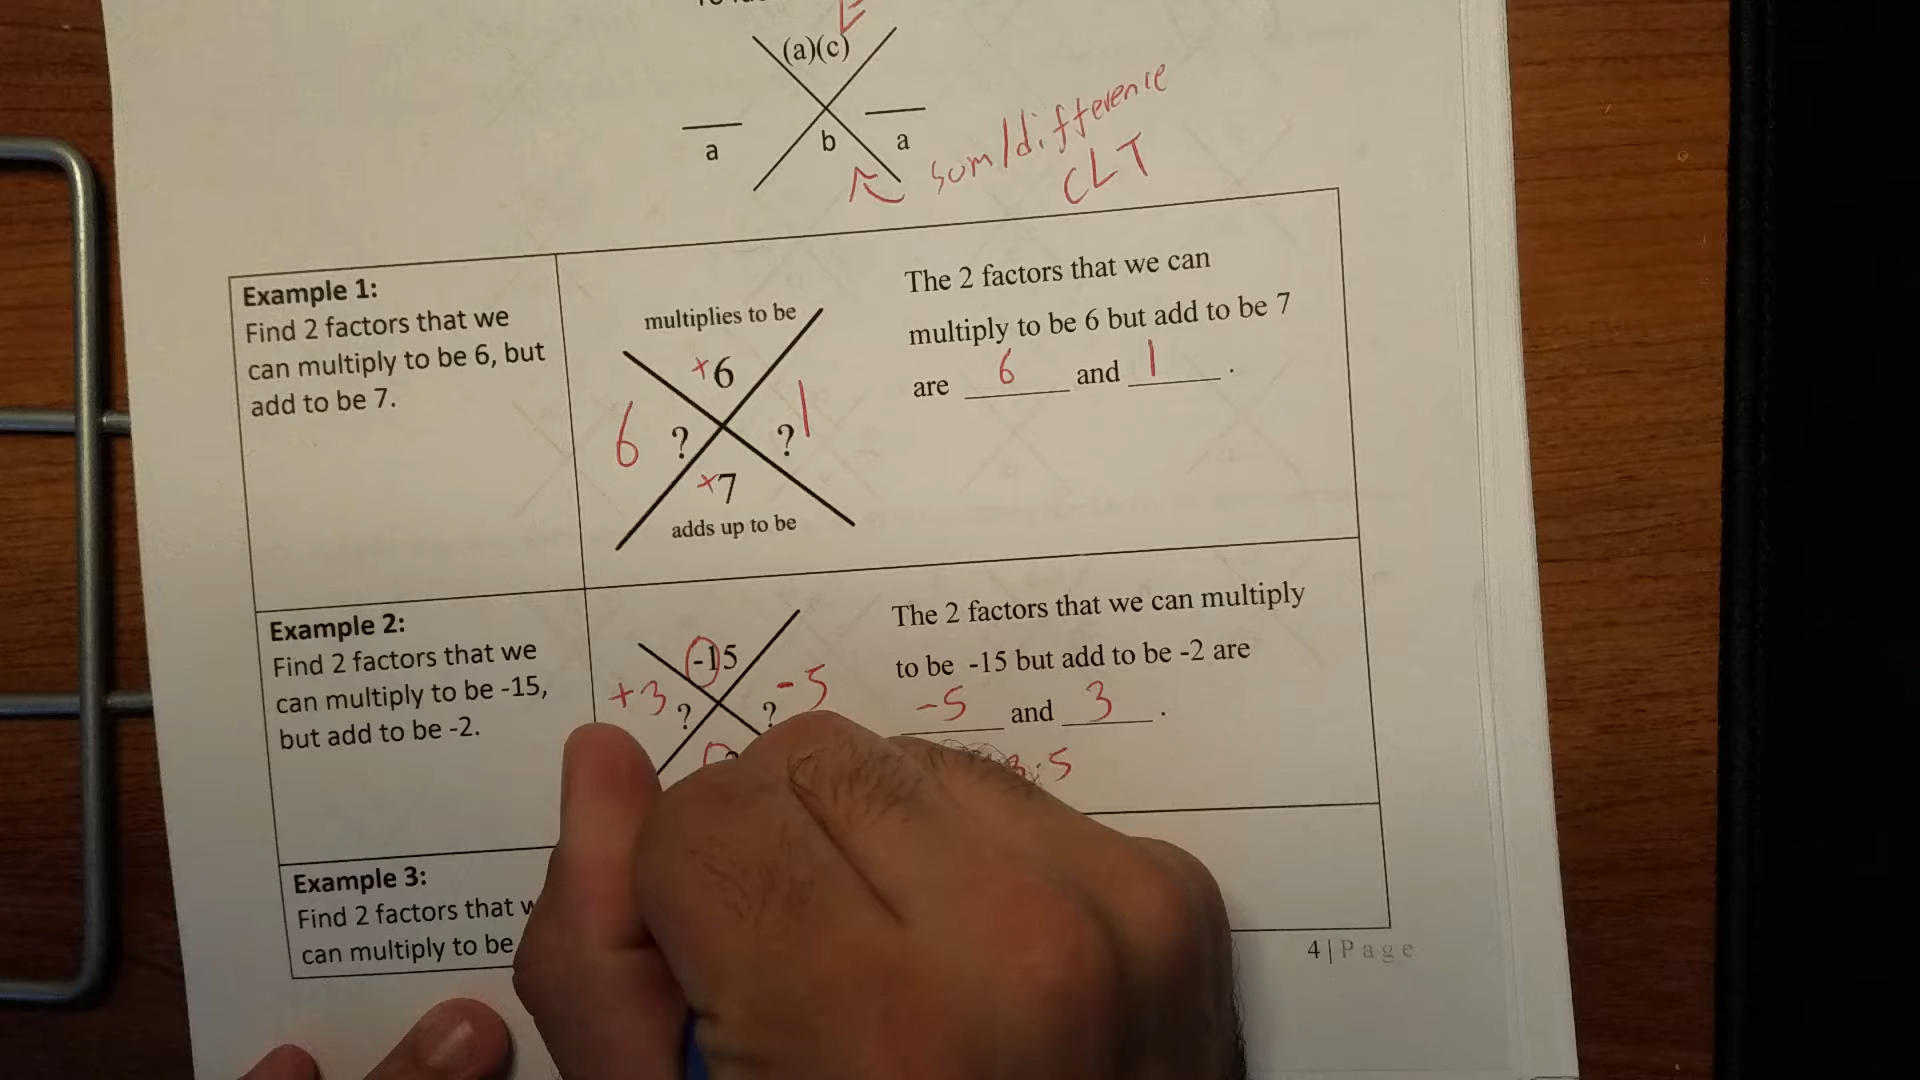 (a)(c)
a b a
sum/difference
CLT
Example 1:
Find 2 factors that we
can multiply to be 6, but
add to be 7.
multiplies to be
+6
6 ? ? 1
+7
adds up to be
The 2 factors that we can
multiply to be 6 but add to be 7
are 6 and 1 .
Example 2:
Find 2 factors that we
can multiply to be -15,
but add to be -2.
-15
+3 ? ? -5
The 2 factors that we can multiply
to be -15 but add to be -2 are
-5 and 3 .
3:5
Example 3:
Find 2 factors that
can multiply to be
4|Page